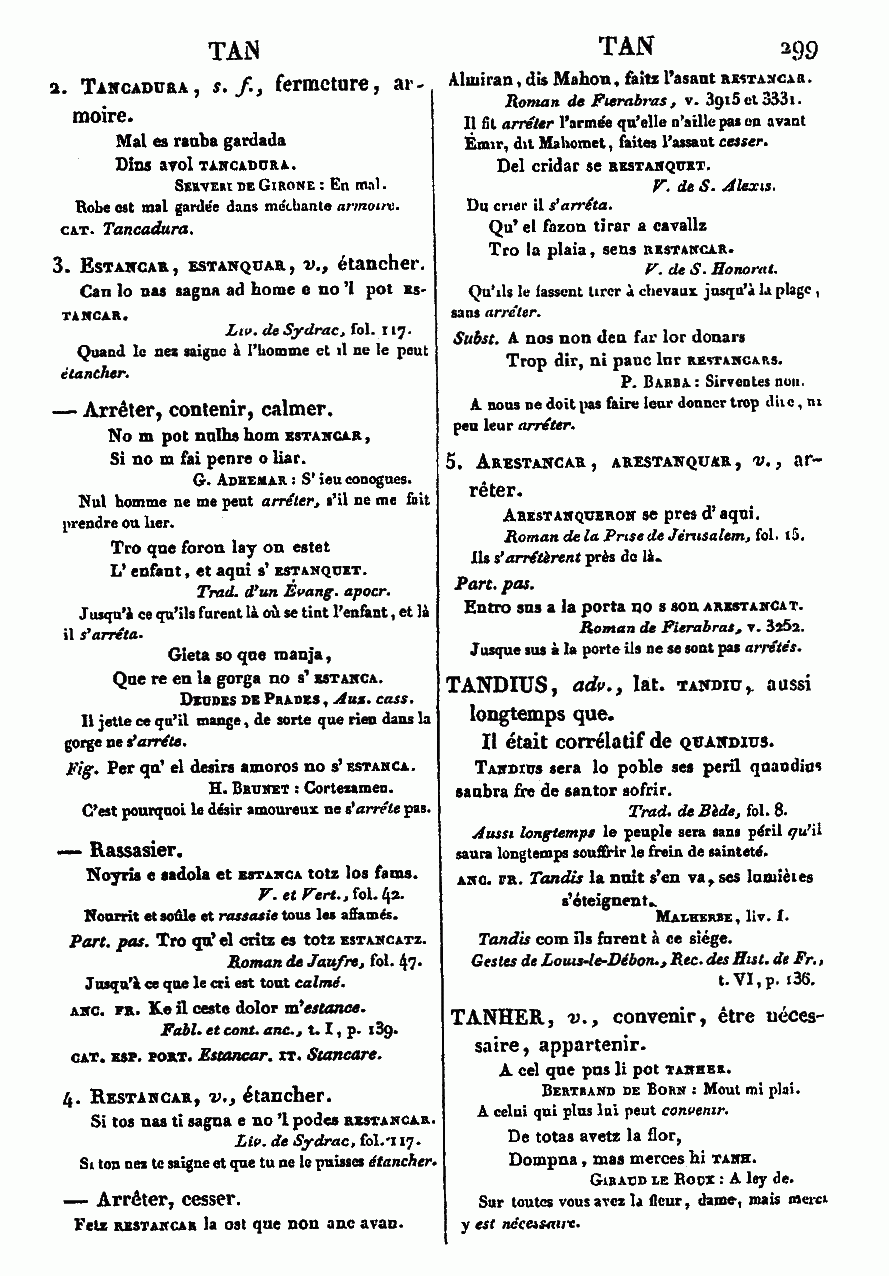 TAN
2. TANCADURA, s. f., fermeture, ar-
moire.
Mal es rauba gardada
Dins avol TANCADURA.
SERVERI DE GIRONE : En mal.
Robe est mal gardée dans méchante armoire.
CAT. Tancadura.
3. ESTANCAR, ESTANQUAR, v., étancher.
Can lo nas sagna ad home e no 'l pot ES-
TANCAR.
Liv. de Sydrac, fol. 117.
Quand le nez saigne à l'homme et il ne le peut
étancher.
— Arrêter, contenir, calmer.
No m pot nulhs hom ESTANCAR,
Si no m fai penre o liar.
G. ADHEMAR : S' ieu conogues.
Nul homme ne me peut arréter, s'il ne me fait
prendre ou lier.
Tro que foron lay on estet
L' enfant, et aqui s' ESTANQUET.
Trad. d'un Évang. apocr.
Jusqu'à ce qu'ils furent là où se tint l'enfant, et là
il s'arréta.
Gieta so que manja,
Que re en la gorga no s' ESTANCA.
DEUDES DE PRADES, Aus. cass.
Il jette ce qu'il mange, de sorte que rien dans la
gorge ne s'arréte.
Fig. Per qu' el desirs amoros no s' ESTANCA.
H. BRUNET : Cortezamen.
C'est pourquoi le désir amoureux ne s'arréte pas.
— Rassasier.
Noyris e sadola et ESTANCA totz los fams.
V. et Vert., fol. 42.
Nourrit et soûle et rassasie tous les affamés.
Part. pas. Tro qu' el critz es totz ESTANCATZ.
Roman de Jaufre, fol. 47.
Jusqu'à ce que le cri est tout calmé.
ANC. FR. Ke il ceste dolor m'estance.
Fabl. et cont. anc., t. I, p. 139.
CAT. ESP. PORT. Estancar. IT. Stancare.
4. RESTANCAR, v., étancher.
Si tos nas ti sagna e no 'l podes RESTANCAR.
Liv. de Sydrac, fol. 117.
Si ton nez te saigne et que tu ne le puisses étancher.
— Arrêter, cesser.
Fetz RESTANCAR la ost que non anc avan.
TAN 299
Almiran, dis Mahon, faitz l'asaut RESTANCAR.
Roman de Fierabras, v. 3915 et 3331.
Il fit arréter l'armée qu'elle n'aille pas en avant
Émir, dit Mahomet, faites l'assaut cesser.
Del cridar se RESTANQUET.
V. de S. Alexis.
Du crier il s'arréta.
Qu' el fazon tirar a cavallz
Tro la plaia, sens RESTANCAR.
V. de S. Honorat.
Qu'ils le fassent tirer à chevaux jusqu'à la plage,
sans arréter.
Subst. A nos non deu far lor donars
Trop dir, ni pauc lur RESTANCARS.
P. BARBA : Sirventes non.
A nous ne doit pas faire leur donner trop dire, ni
peu leur arréter.
5. ARESTANCAR, ARESTANQUAR, v., ar-
rêter.
ARESTANQUERON se pres d' aqui.
Roman de la Prise de Jérusalem, fol. 15.
Ils s'arrétèrent près de là.
Part. pas.
Entro sus a la porta no s son ARESTANCAT.
Roman de Fierabras, v. 3252.
Jusque sus à la porte ils ne se sont pas arrétés.
TANDIUS, adv., lat. TANDIU, aussi
longtemps que.
Il était corrélatif de QUANDIUS.
TANDIUS sera lo poble ses peril quandius
saubra fre de santor sofrir.
Trad. de Bède, fol. 8.
Aussi longtemps le peuple sera sans péril qu'il
saura longtemps souffrir le frein de sainteté.
ANC. FR. Tandis la nuit s'en va, ses lumières
s'éteignent.
MALHERBE, liv. I.
Tandis com ils furent à ce siége.
Gestes de Louis-le-Débon., Rec. des Hist. de Fr.,
t. VI, p. 136.
TANHER, v., convenir, être néces-
saire, appartenir.
A cel que pus li pot TANHER.
BERTRAND DE BORN : Mout mi plai.
A celui qui plus lui peut convenir.
De totas avetz la flor,
Dompna, mas merces hi TANH.
GIRAUD LE ROUX : A ley de.
Sur toutes vous avez la fleur, dame, mais merci
y est nécessaire.